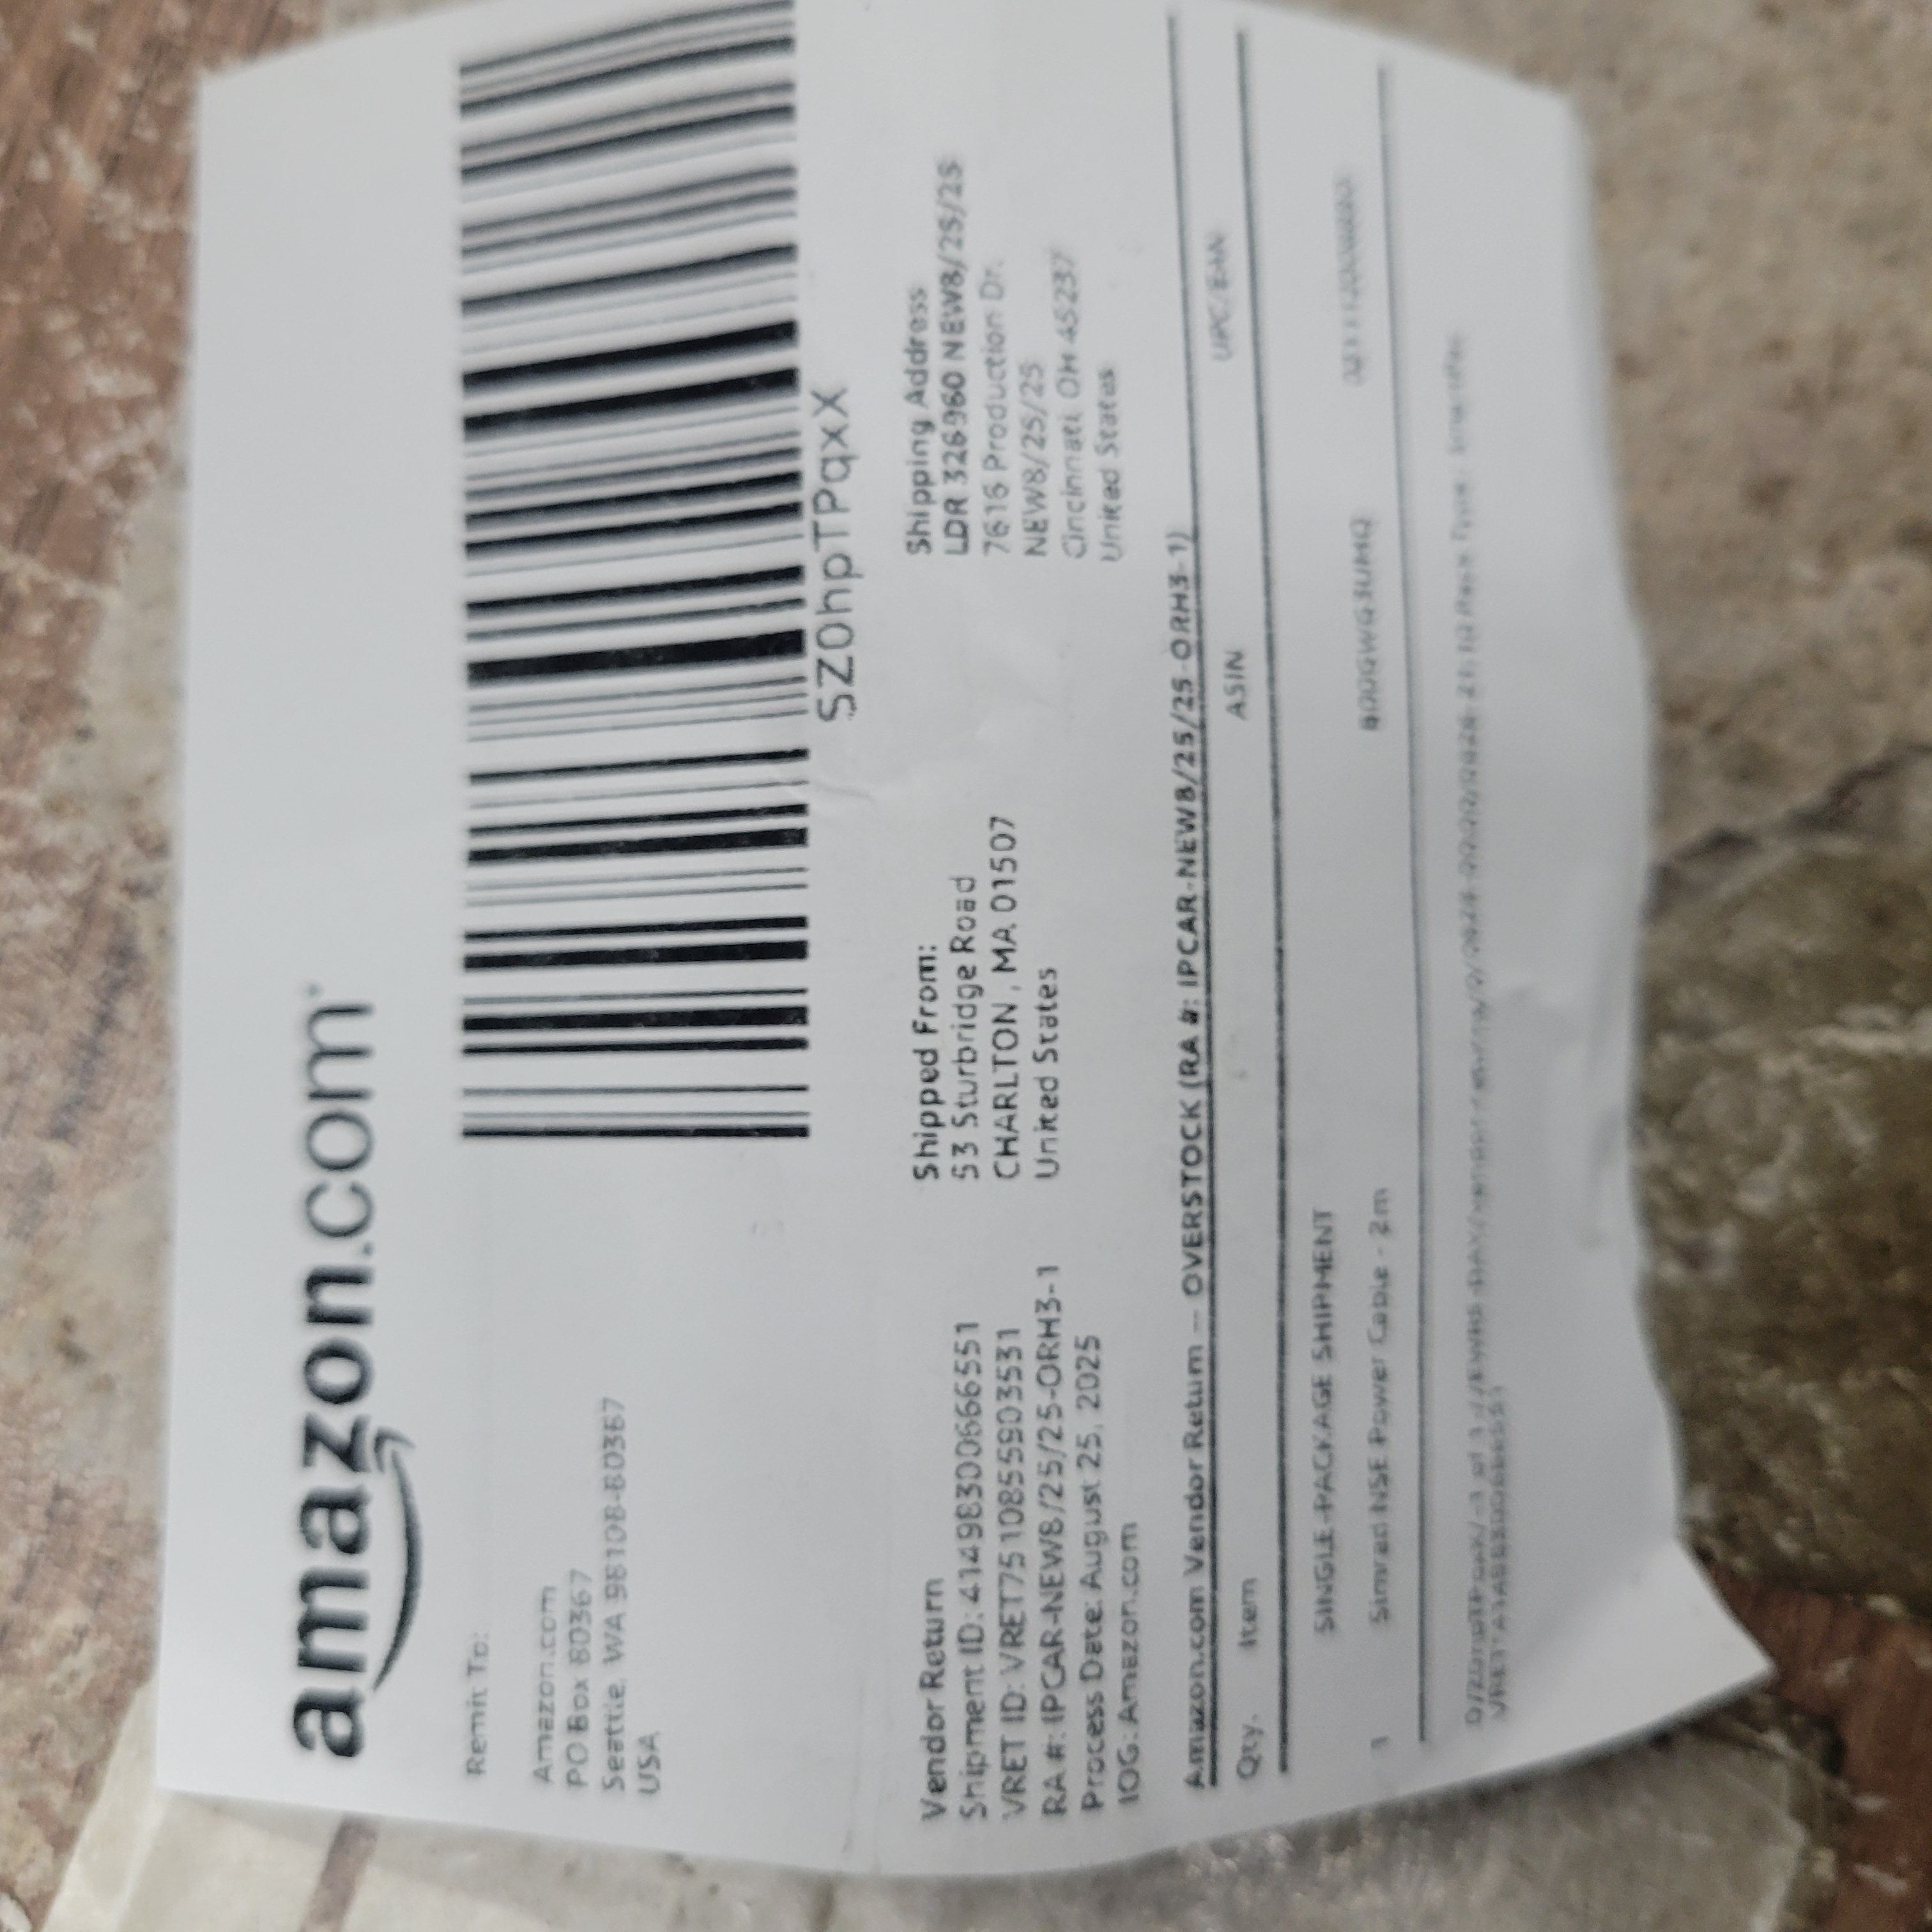 amazon.com
SZ0hpTPqxX
Remit To:
Amazon.com
PO Box 80367
Seattle, WA 98108-80367
USA
Vendor Return
Shipment ID: 41498300666551
VRET ID: VRET7510855903531
RA #: IPCAR-NEW8/25/25-ORH3-1
Process Date: August 25, 2025
IOG: Amazon.com
Shipped From:
53 Sturbridge Road
CHARLTON, MA 01507
United States
Shipping Address
LDR 326960 NEW8/25/25
7616 Production Dr.
NEW8/25/25
Cincinnati OH 45237
United States
Amazon.com Vendor Return -- OVERSTOCK (RA #: IPCAR-NEW8/25/25-ORH3-1)
Qty. Item ASIN UPC/EAN
SINGLE-PACKAGE SHIPMENT
1 Simrad NSE Power Cable - 2m